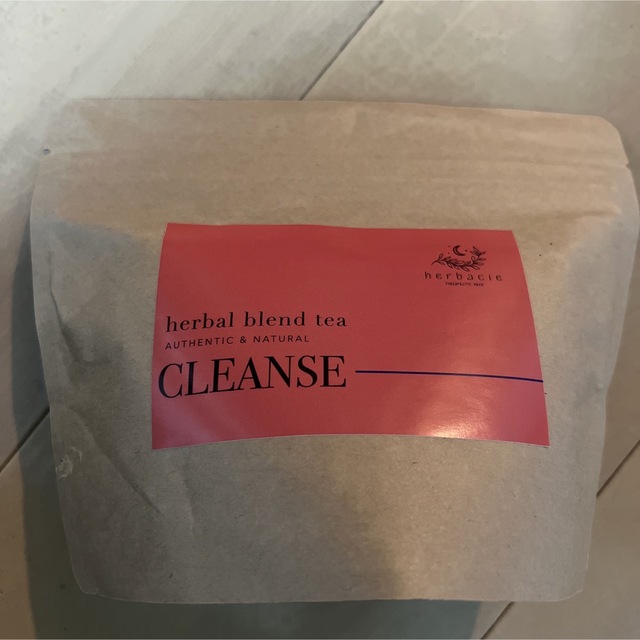 herbacie
herbal blend tea
AUTHENTIC & NATURAL
CLEANSE